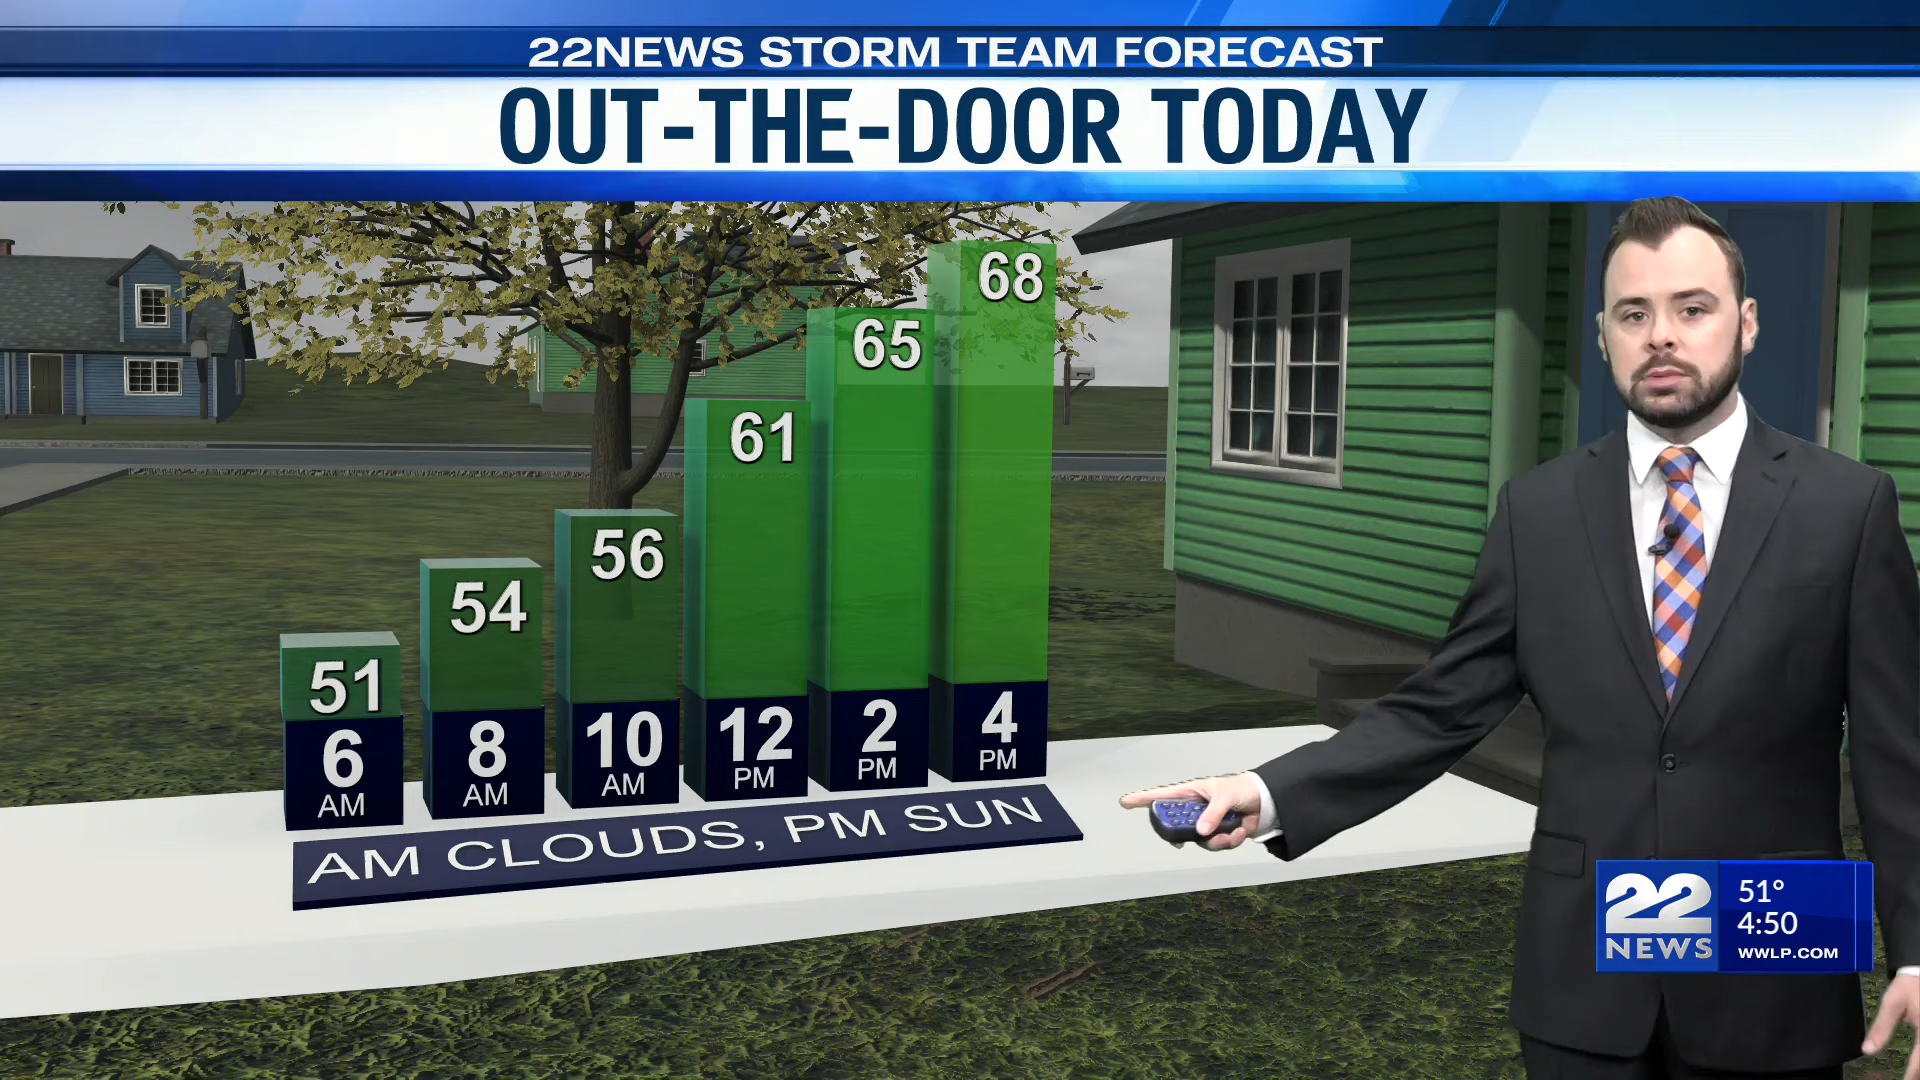 22NEWS STORM TEAM FORECAST
OUT-THE-DOOR TODAY
51
54
56
61
65
68
6
AM
8
AM
10
AM
12
PM
2
PM
4
PM
AM CLOUDS, PM SUN
22
NEWS
51°
4:50
WWLP.COM